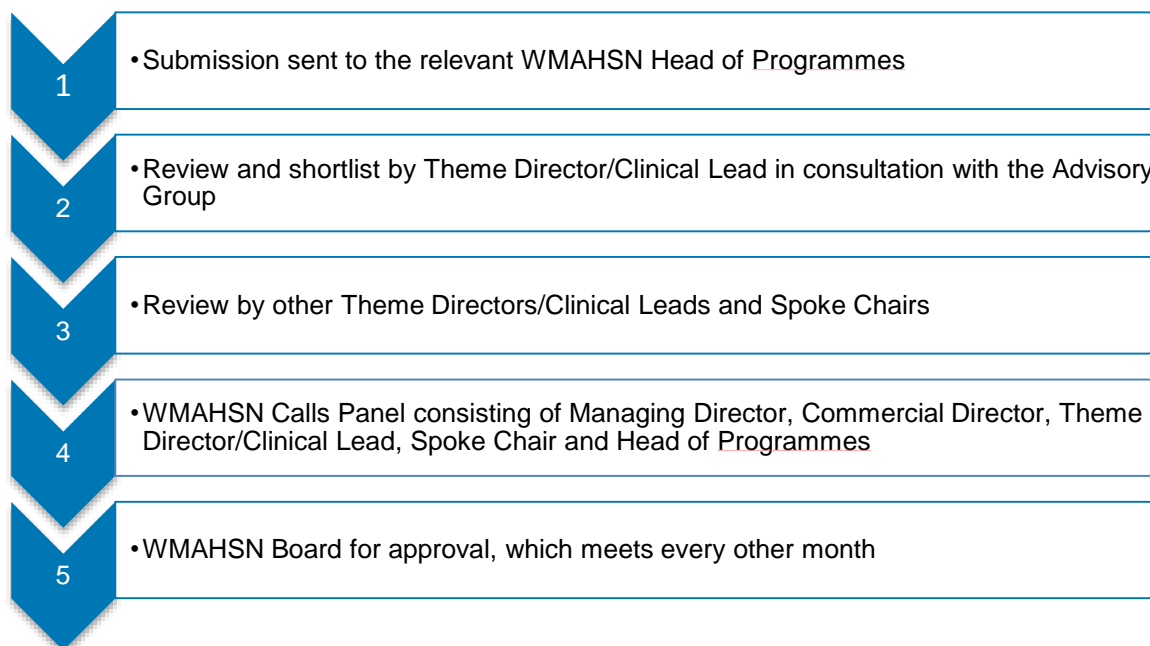 1
•Submission sent to the relevant WMAHSN Head of Programmes
2
•Review and shortlist by Theme Director/Clinical Lead in consultation with the Advisory
Group
3
•Review by other Theme Directors/Clinical Leads and Spoke Chairs
4
•WMAHSN Calls Panel consisting of Managing Director, Commercial Director, Theme
Director/Clinical Lead, Spoke Chair and Head of Programmes
5
•WMAHSN Board for approval, which meets every other month